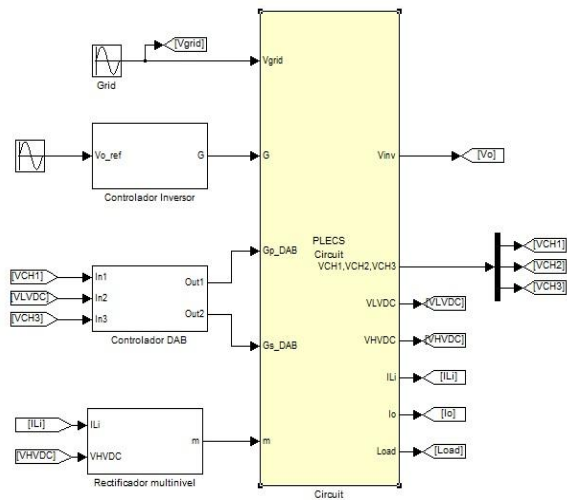 [Vgrid]
Grid
Vgrid
Vo_ref
G
G
Controlador Inversor
Vinv
[Vo]
PLECS
Circuit
VCH1,VCH2,VCH3
[VCH1]
[VCH2]
[VCH3]
[VCH1]
[VLVDC]
[VCH3]
In1
In2
In3
Out1
Out2
Controlador DAB
Gp_DAB
Gs_DAB
VLVDC
[VLVDC]
VHVDC
[VHVDC]
ILi
[ILi]
Io
[Io]
Load
[Load]
[ILi]
[VHVDC]
ILi
VHVDC
m
m
Rectificador multinivel
Circuit